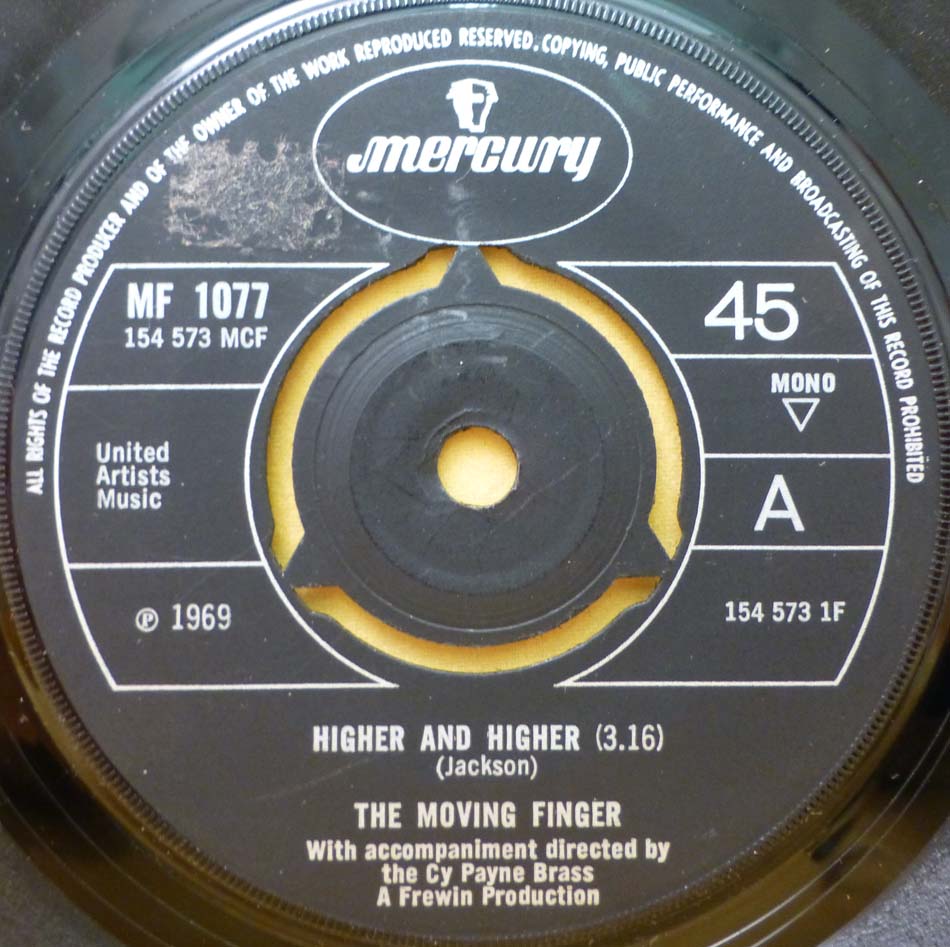 ALL RIGHTS OF THE RECORD PRODUCER AND OF THE OWNER OF THE WORK REPRODUCED RESERVED. COPYING, PUBLIC PERFORMANCE AND BROADCASTING OF THIS RECORD PROHIBITED
mercury
MF 1077
154 573 MCF
United
Artists
Music
℗ 1969
45
MONO
A
154 573 1F
HIGHER AND HIGHER (3.16)
(Jackson)
THE MOVING FINGER
With accompaniment directed by
the Cy Payne Brass
A Frewin Production